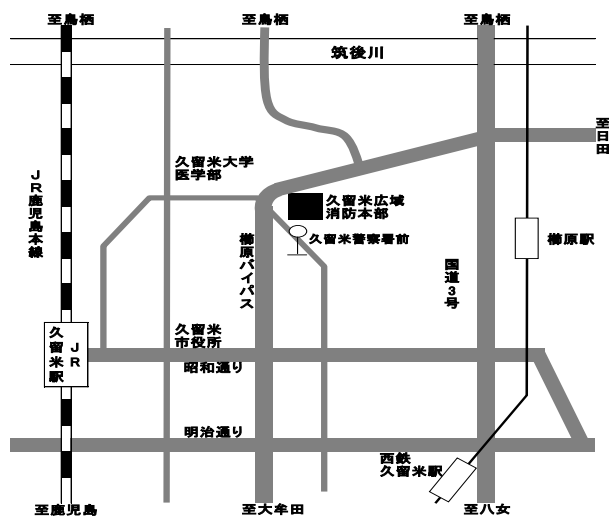 至鳥栖
至鳥栖
至鳥栖
筑後川
至日田
久留米大学
医学部
久留米広域
消防本部
久留米警察署前
JR鹿児島本線
櫛原バイパス
国道3号
櫛原駅
久留米
市役所
JR
久留米駅
昭和通り
明治通り
西鉄
久留米駅
至鹿児島
至大牟田
至八女